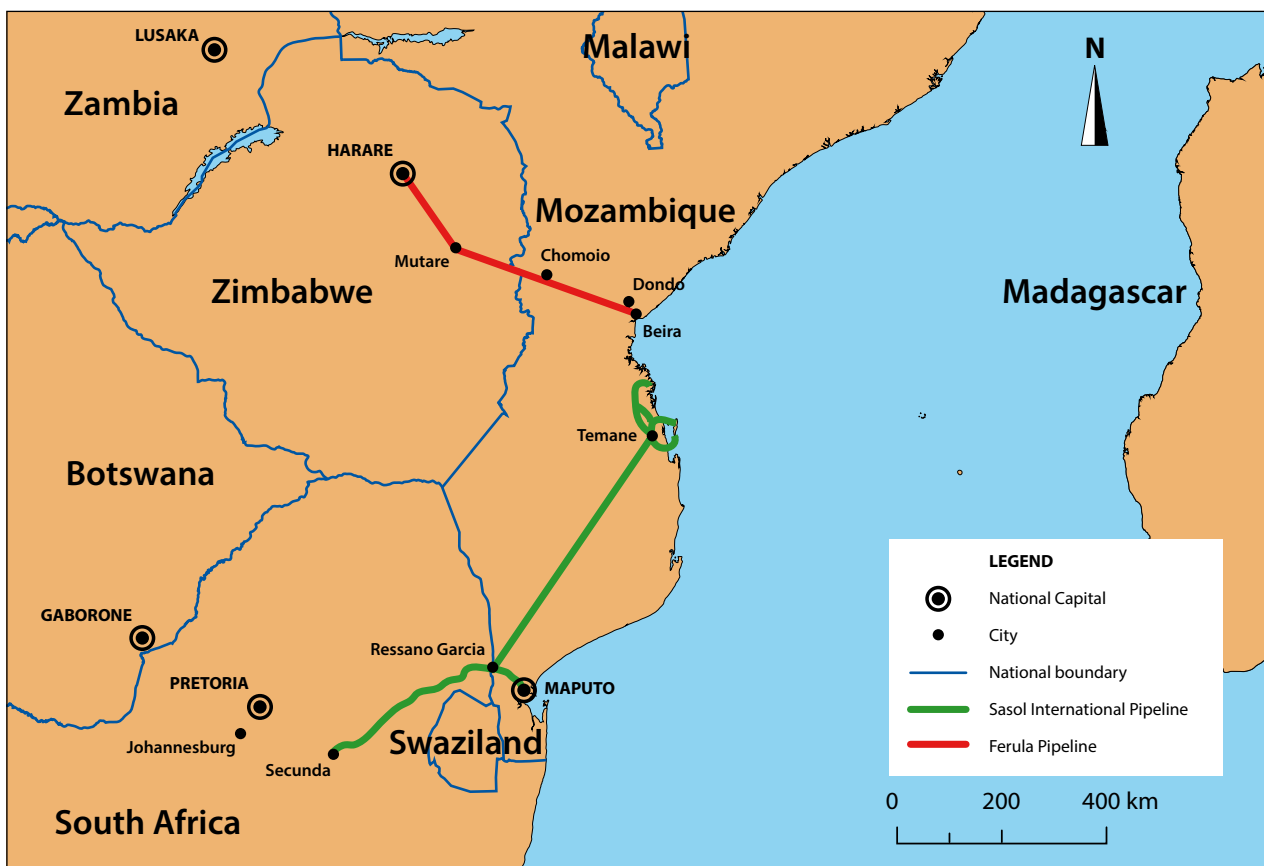 LUSAKA
Malawi
N
Zambia
HARARE
Mozambique
Mutare
Chomoio
Zimbabwe
Dondo
Madagascar
Beira
Temane
Botswana
GABORONE
Ressano Garcia
PRETORIA
MAPUTO
Johannesburg
Swaziland
Secunda
South Africa
LEGEND
National Capital
City
National boundary
Sasol International Pipeline
Ferula Pipeline
0 200 400 km